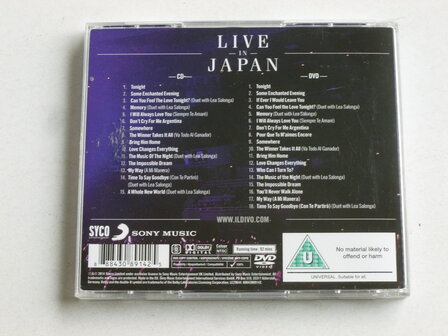 LIVE
IN
JAPAN
CD
1. Tonight
2. Some Enchanted Evening
3. Can You Feel The Love Tonight? (Duet with Lea Salonga)
4. Memory (Duet with Lea Salonga)
5. I Will Always Love You (Siempre Te Amaré)
6. Don't Cry For Me Argentina
7. Somewhere
8. The Winner Takes It All (Va Todo Al Ganador)
9. Bring Him Home
10. Love Changes Everything
11. The Music Of The Night (Duet with Lea Salonga)
12. The Impossible Dream
13. My Way (A Mi Manera)
14. Time To Say Goodbye (Con Te Partirò)
(Duet with Lea Salonga)
15. A Whole New World (Duet with Lea Salonga)
DVD
1. Tonight
2. Some Enchanted Evening
3. If Ever I Would Leave You
4. Can You Feel The Love Tonight? (Duet with Lea Salonga)
5. Memory (Duet with Lea Salonga)
6. I Will Always Love You (Siempre Te Amaré)
7. Don't Cry For Me Argentina
8. Pour Que Tu M'aimes Encore
9. Somewhere
10. The Winner Takes It All (Va Todo Al Ganador)
11. Bring Him Home
12. Love Changes Everything
13. Who Can I Turn To?
14. The Music of the Night (Duet with Lea Salonga)
15. The Impossible Dream
16. You'll Never Walk Alone
17. My Way (A Mi Manera)
18. Time To Say Goodbye (Con Te Partirò) (Duet with Lea Salonga)
WWW.ILDIVO.COM
SYCO
SONY MUSIC
DOLBY
Running time: 92 mins
DVD VIDEO
U
No material likely to
offend or harm
UNIVERSAL Suitable for all.
8 88430 89142 5